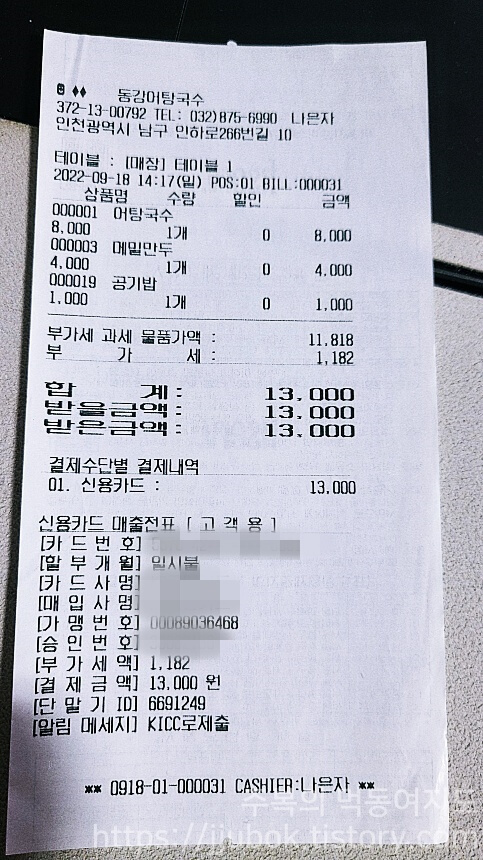 동강어탕국수
372-13-00792 TEL: 032)875-6990 나은자
인천광역시 남구 인하로266번길 10
테이블 : [매장] 테이블 1
2022-09-18 14:17(일) POS:01 BILL:000031
상품명 수량 할인 금액
000001 어탕국수
8,000 1개 0 8,000
000003 메밀만두
4,000 1개 0 4,000
000019 공기밥
1,000 1개 0 1,000
부가세 과세 물품가액 : 11,818
부 가 세 : 1,182
합 계 : 13,000
받을금액 : 13,000
받은금액 : 13,000
결제수단별 결제내역
01. 신용카드 : 13,000
신용카드 매출전표 [ 고 객 용 ]
[카 드 번 호]
[할 부 개 월] 일시불
[카 드 사 명]
[매 입 사 명]
[가 맹 번 호] 00089036468
[승 인 번 호]
[부 가 세 액] 1,182
[결 제 금 액] 13,000 원
[단 말 기 ID] 6691249
[알림 메세지] KICC로제출
** 0918-01-000031 CASHIER:나은자 **
주복의 먹동여지도
https://jjubok.tistory.com